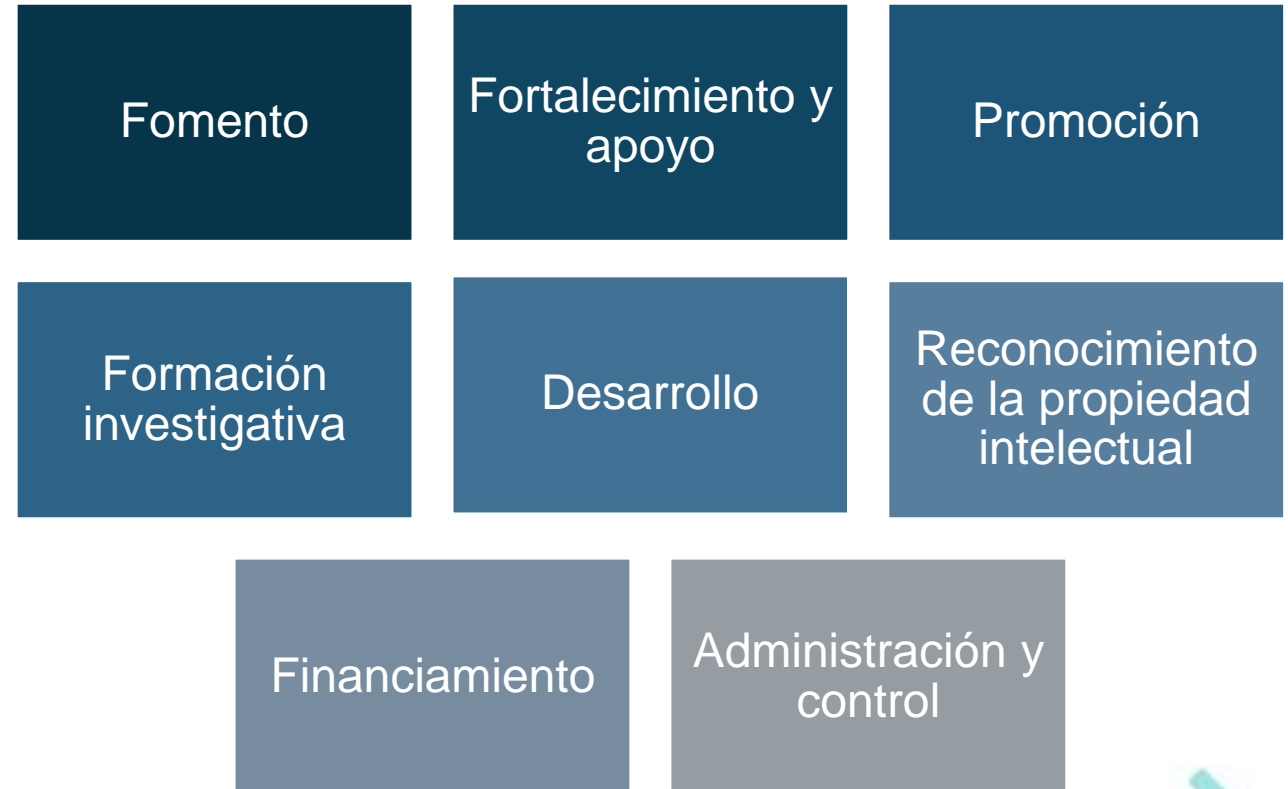 Fomento
Fortalecimiento y
apoyo
Promoción
Formación
investigativa
Desarrollo
Reconocimiento
de la propiedad
intelectual
Financiamiento
Administración y
control